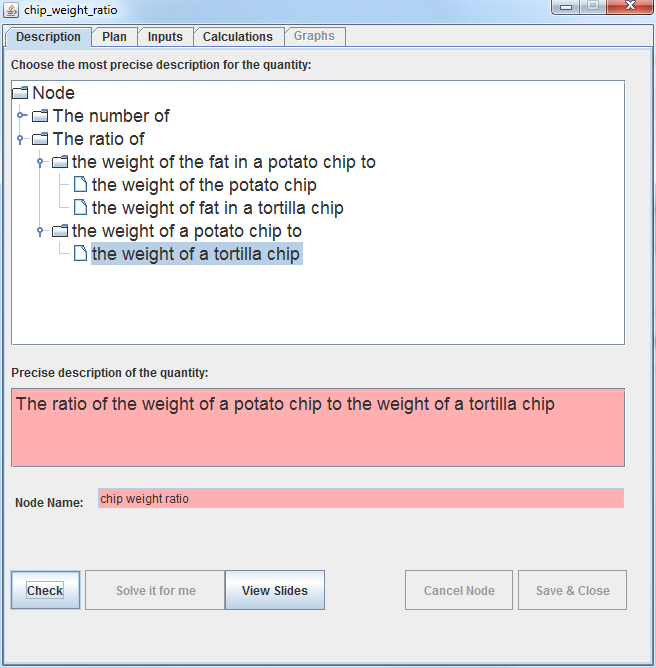 chip_weight_ratio
Description Plan Inputs Calculations Graphs
Choose the most precise description for the quantity:
Node
The number of
The ratio of
the weight of the fat in a potato chip to
the weight of the potato chip
the weight of fat in a tortilla chip
the weight of a potato chip to
the weight of a tortilla chip
Precise description of the quantity:
The ratio of the weight of a potato chip to the weight of a tortilla chip
Node Name: chip weight ratio
Check Solve it for me View Slides Cancel Node Save & Close